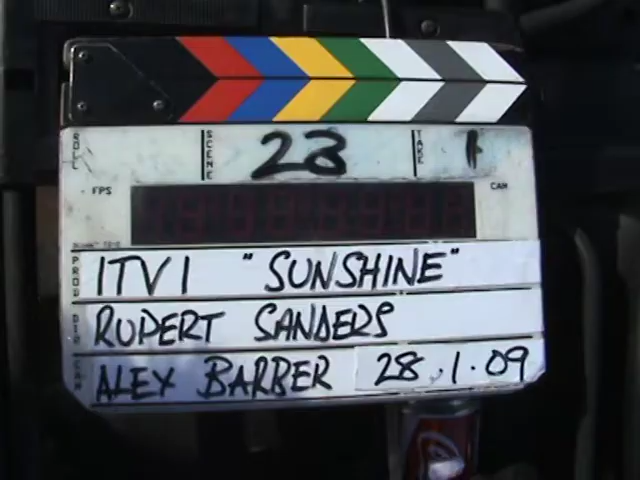 ROLL SCENE 23 TAKE 1
FPS CAM
PROD ITV1 "SUNSHINE"
DIR RUPERT SANDERS
CAM ALEX BARBER 28.1.09